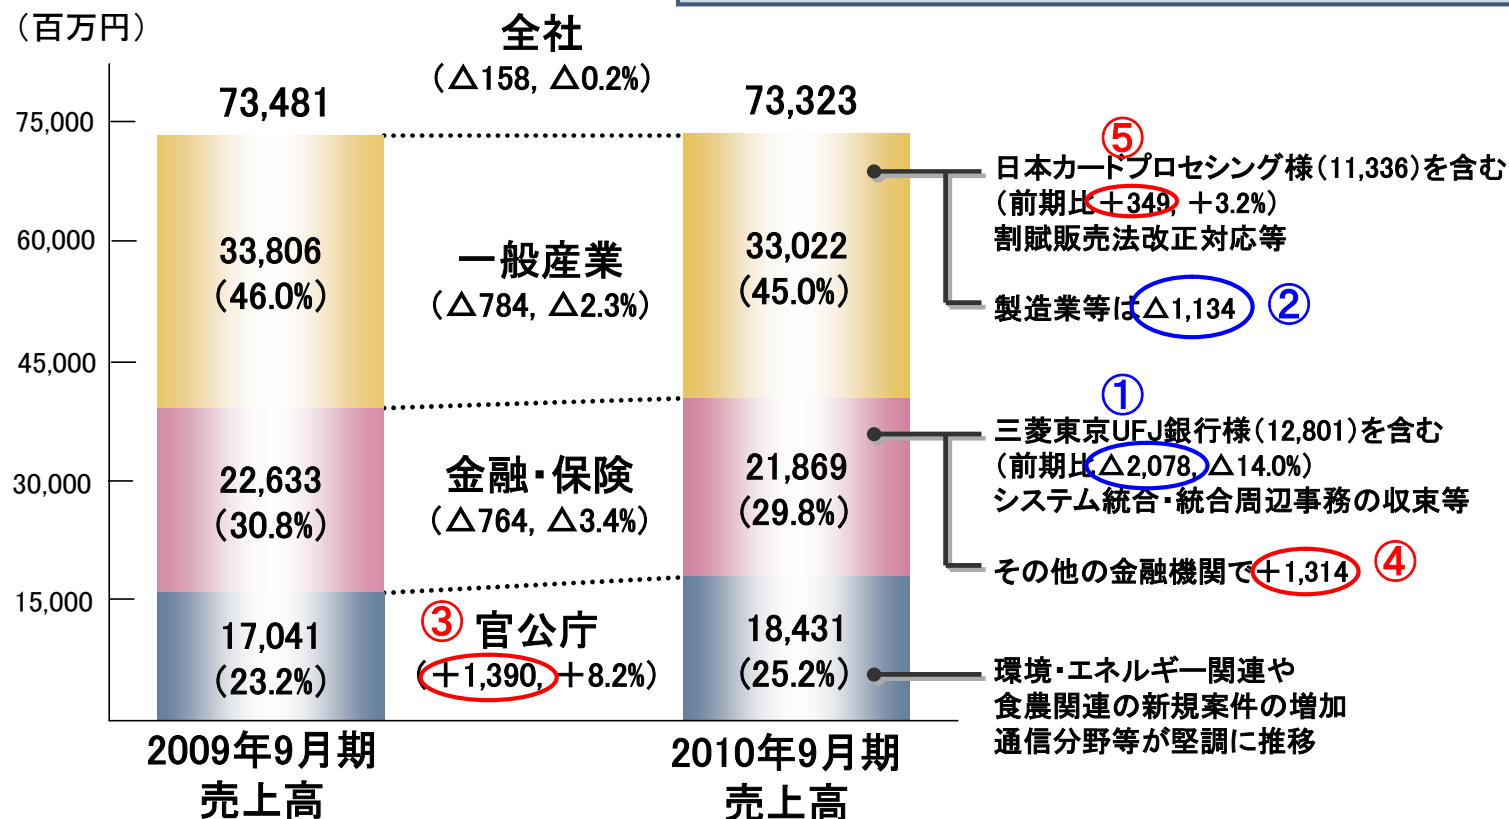 （百万円）
全社
（△158, △0.2%）
73,481
73,323
75,000
60,000
45,000
30,000
15,000
33,806
(46.0%)
一般産業
（△784, △2.3%）
33,022
(45.0%)
22,633
(30.8%)
金融・保険
（△764, △3.4%）
21,869
(29.8%)
17,041
(23.2%)
③ 官公庁
（＋1,390, ＋8.2%）
18,431
(25.2%)
⑤
日本カードプロセシング様（11,336）を含む
（前期比＋349, ＋3.2%）
割賦販売法改正対応等
製造業等は△1,134 ②
①
三菱東京UFJ銀行様（12,801）を含む
（前期比△2,078, △14.0%）
システム統合・統合周辺事務の収束等
その他の金融機関で＋1,314 ④
環境・エネルギー関連や
食農関連の新規案件の増加
通信分野等が堅調に推移
2009年9月期
売上高
2010年9月期
売上高